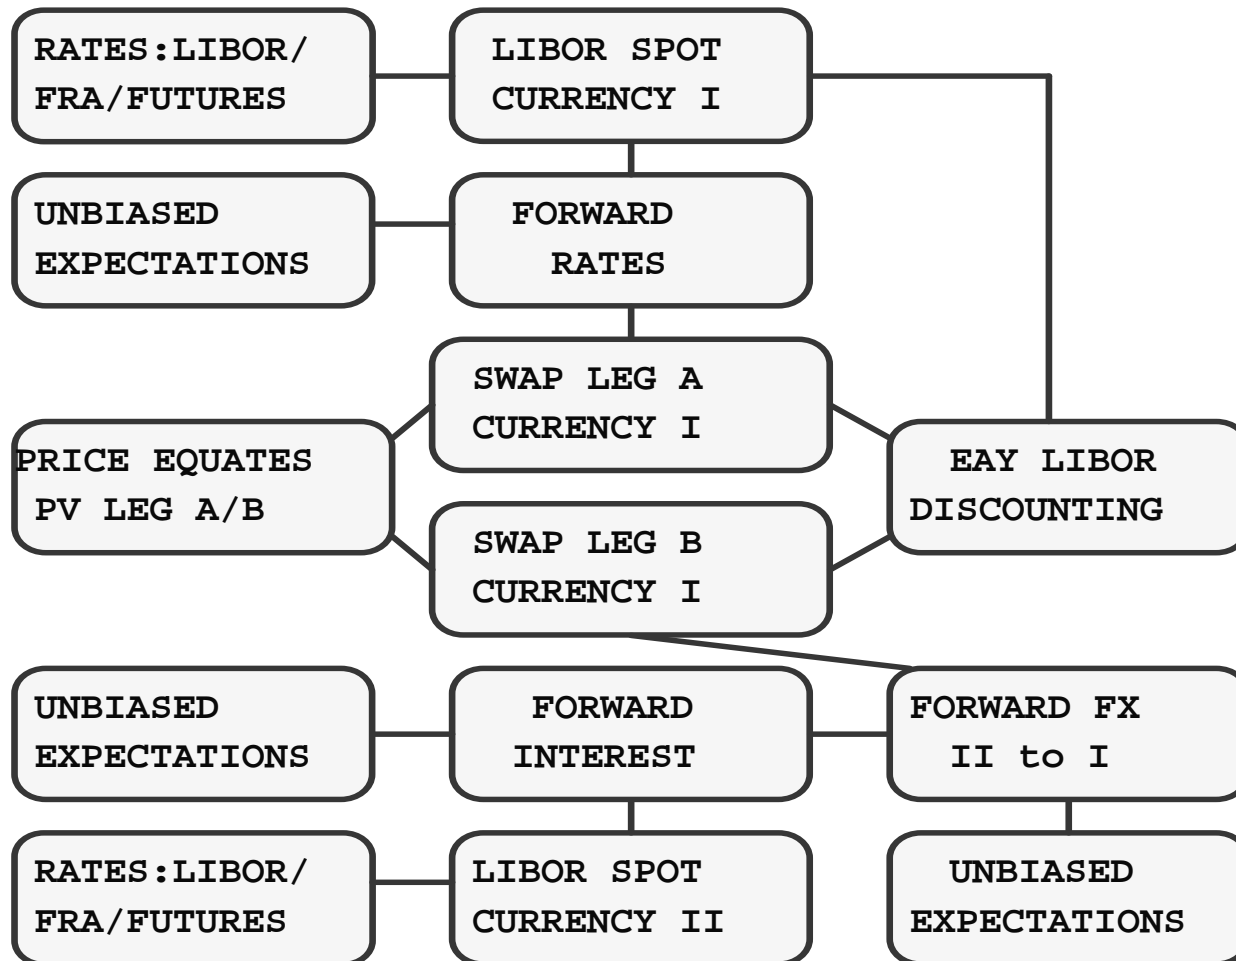 RATES:LIBOR/
FRA/FUTURES
LIBOR SPOT
CURRENCY I
UNBIASED
EXPECTATIONS
FORWARD
RATES
SWAP LEG A
CURRENCY I
PRICE EQUATES
PV LEG A/B
EAY LIBOR
DISCOUNTING
SWAP LEG B
CURRENCY I
UNBIASED
EXPECTATIONS
FORWARD
INTEREST
FORWARD FX
II to I
RATES:LIBOR/
FRA/FUTURES
LIBOR SPOT
CURRENCY II
UNBIASED
EXPECTATIONS